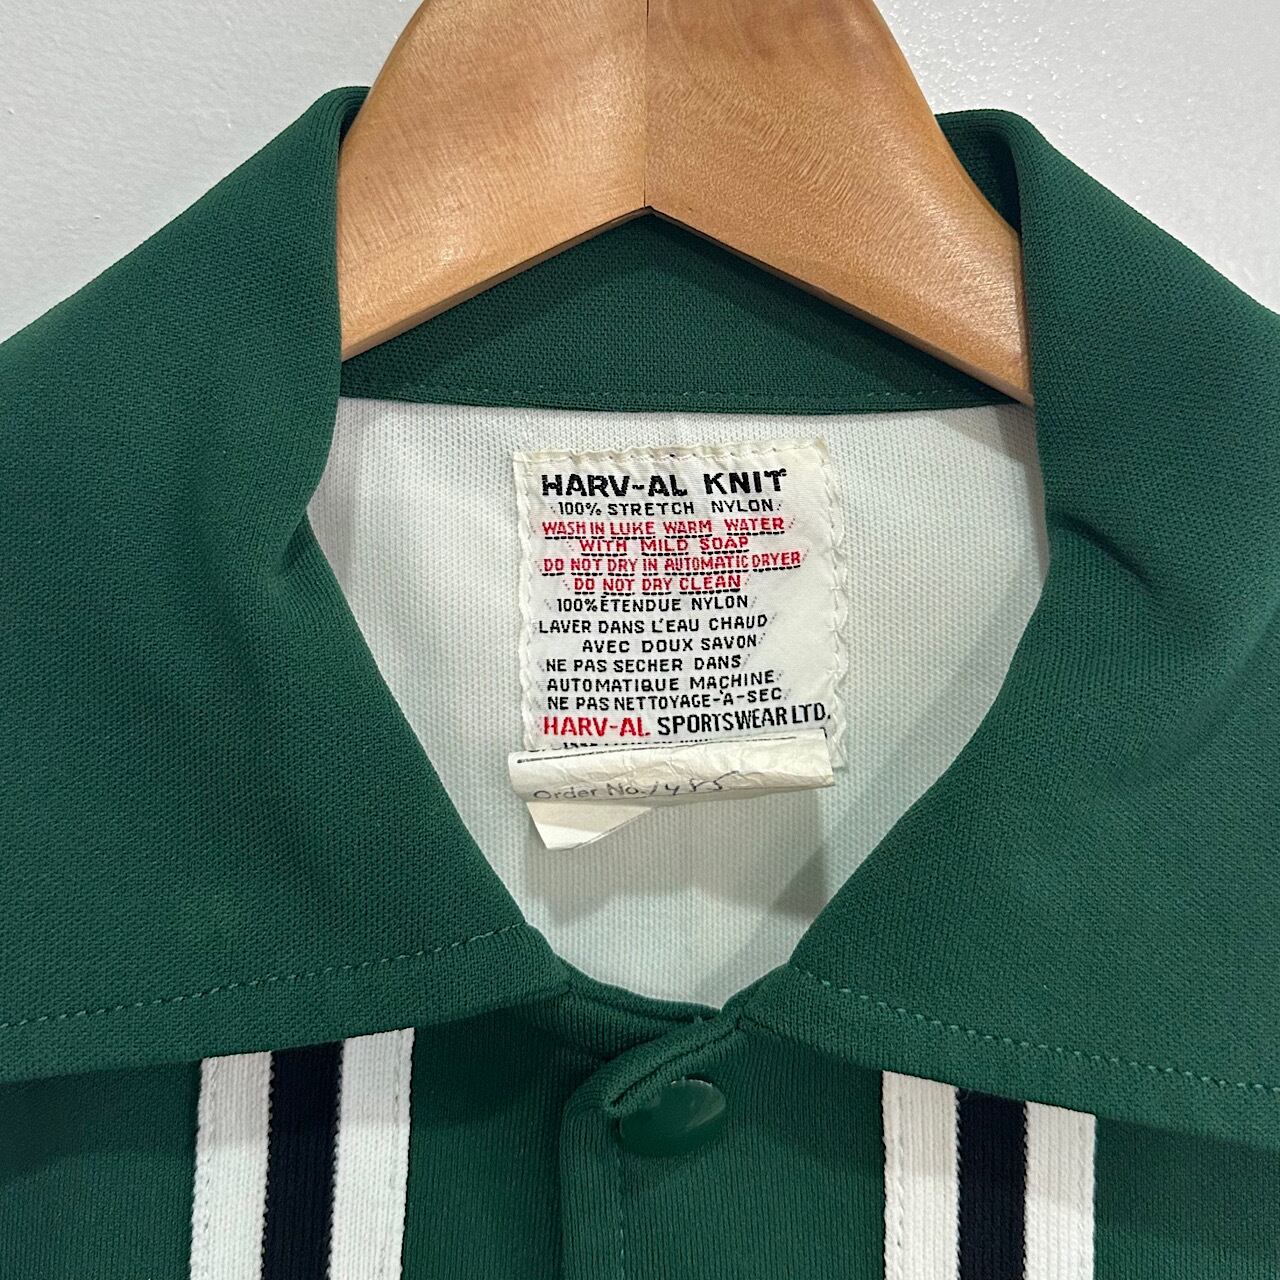 HARV-AL KNIT
100% STRETCH NYLON
WASH IN LUKE WARM WATER
WITH MILD SOAP
DO NOT DRY IN AUTOMATIC DRYER
DO NOT DRY CLEAN
100% ÉTENDUE NYLON
LAVER DANS L'EAU CHAUD
AVEC DOUX SAVON
NE PAS SECHER DANS
AUTOMATIQUE MACHINE
NE PAS NETTOYAGE-À-SEC
HARV-AL SPORTSWEAR LTD.
Order No. 1485